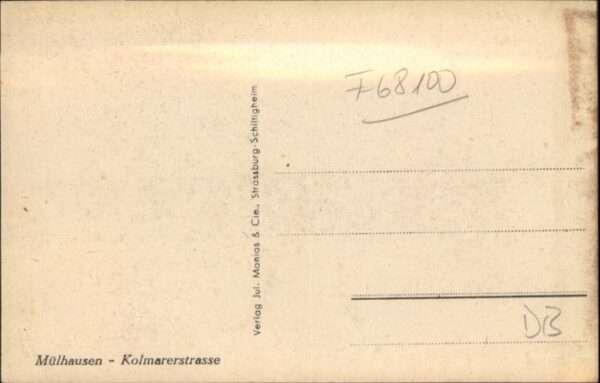 F68100
Verlag Jul. Manias & Cie., Strassburg-Schiltigheim
DB
Mülhausen - Kolmarerstrasse